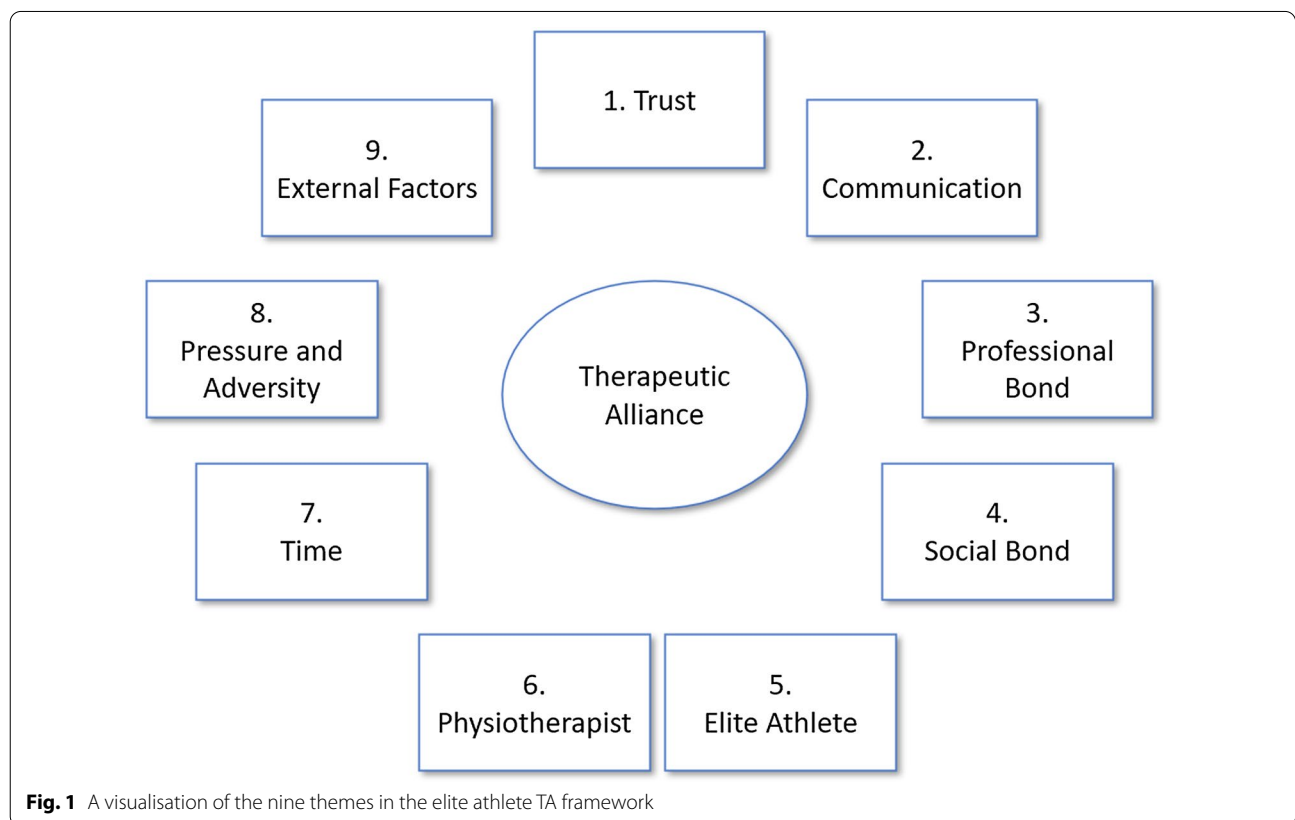 1. Trust
2.
Communication
3.
Professional
Bond
4.
Social Bond
5.
Elite Athlete
6.
Physiotherapist
7.
Time
8.
Pressure and
Adversity
9.
External Factors
Therapeutic
Alliance
Fig. 1 A visualisation of the nine themes in the elite athlete TA framework